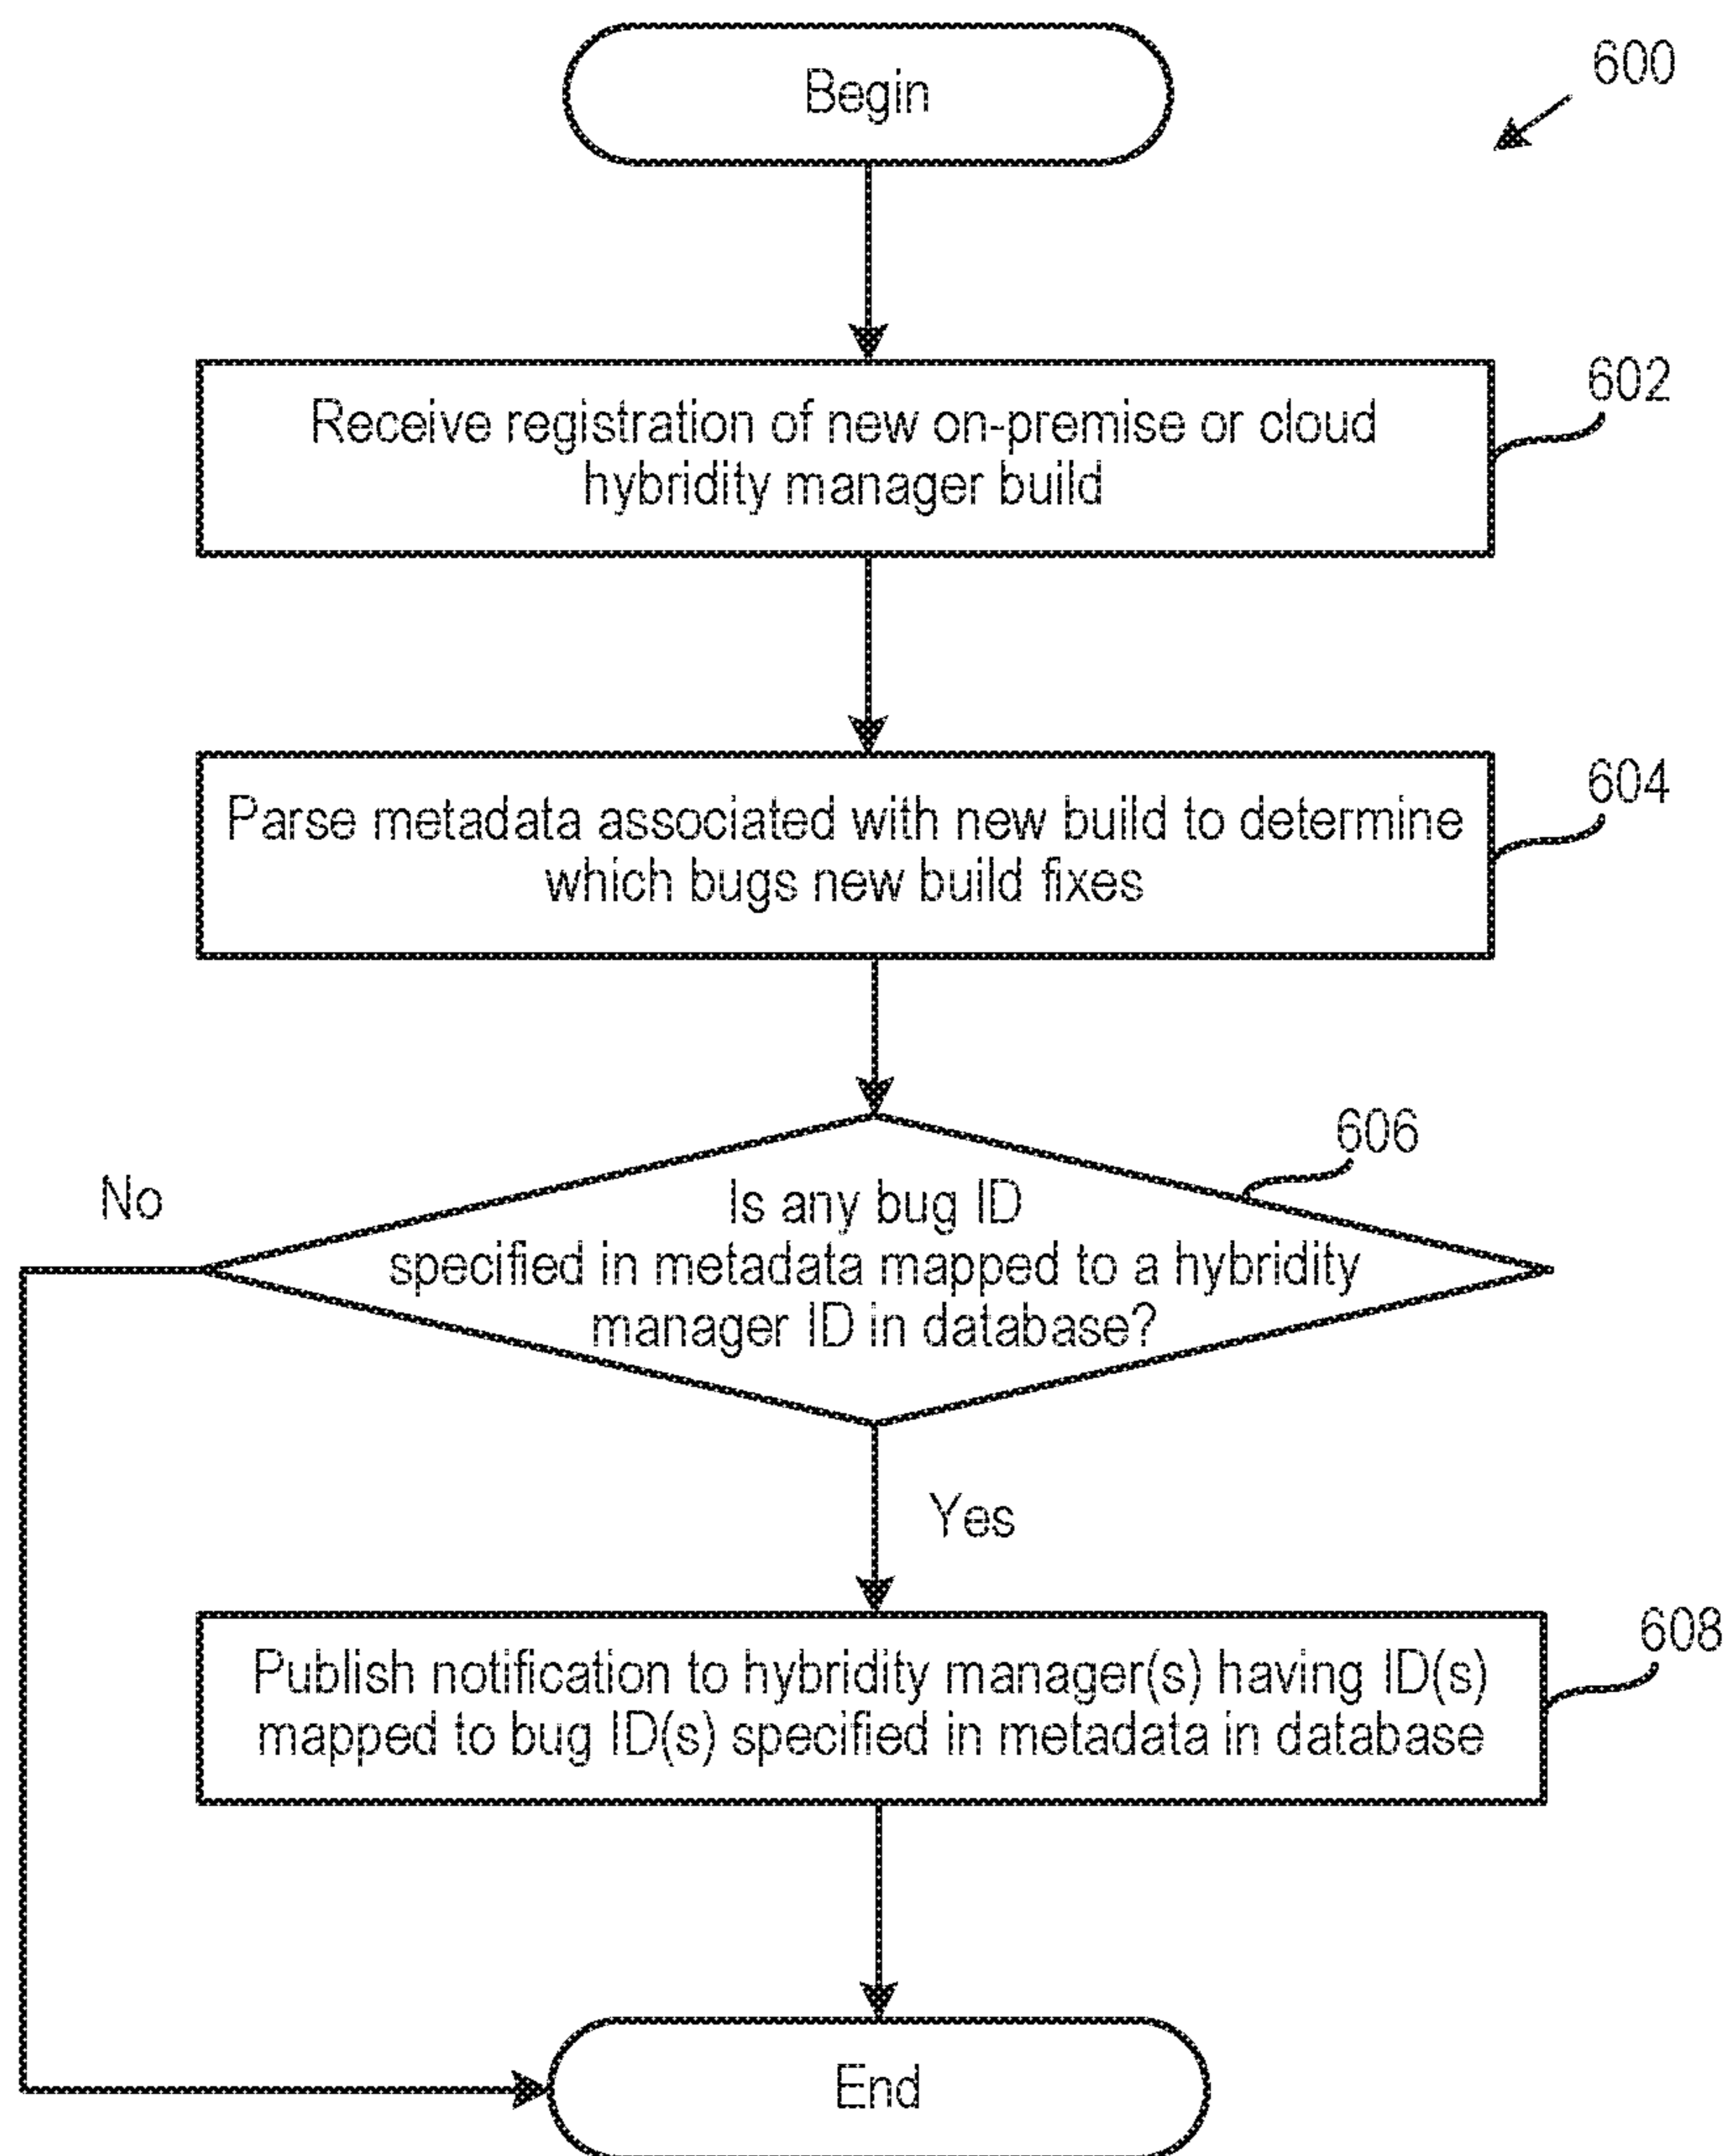 Begin
600
Receive registration of new on-premise or cloud
hybridity manager build
602
Parse metadata associated with new build to determine
which bugs new build fixes
604
606
No
Is any bug ID
specified in metadata mapped to a hybridity
manager ID in database?
Yes
Publish notification to hybridity manager(s) having ID(s)
mapped to bug ID(s) specified in metadata in database
608
End